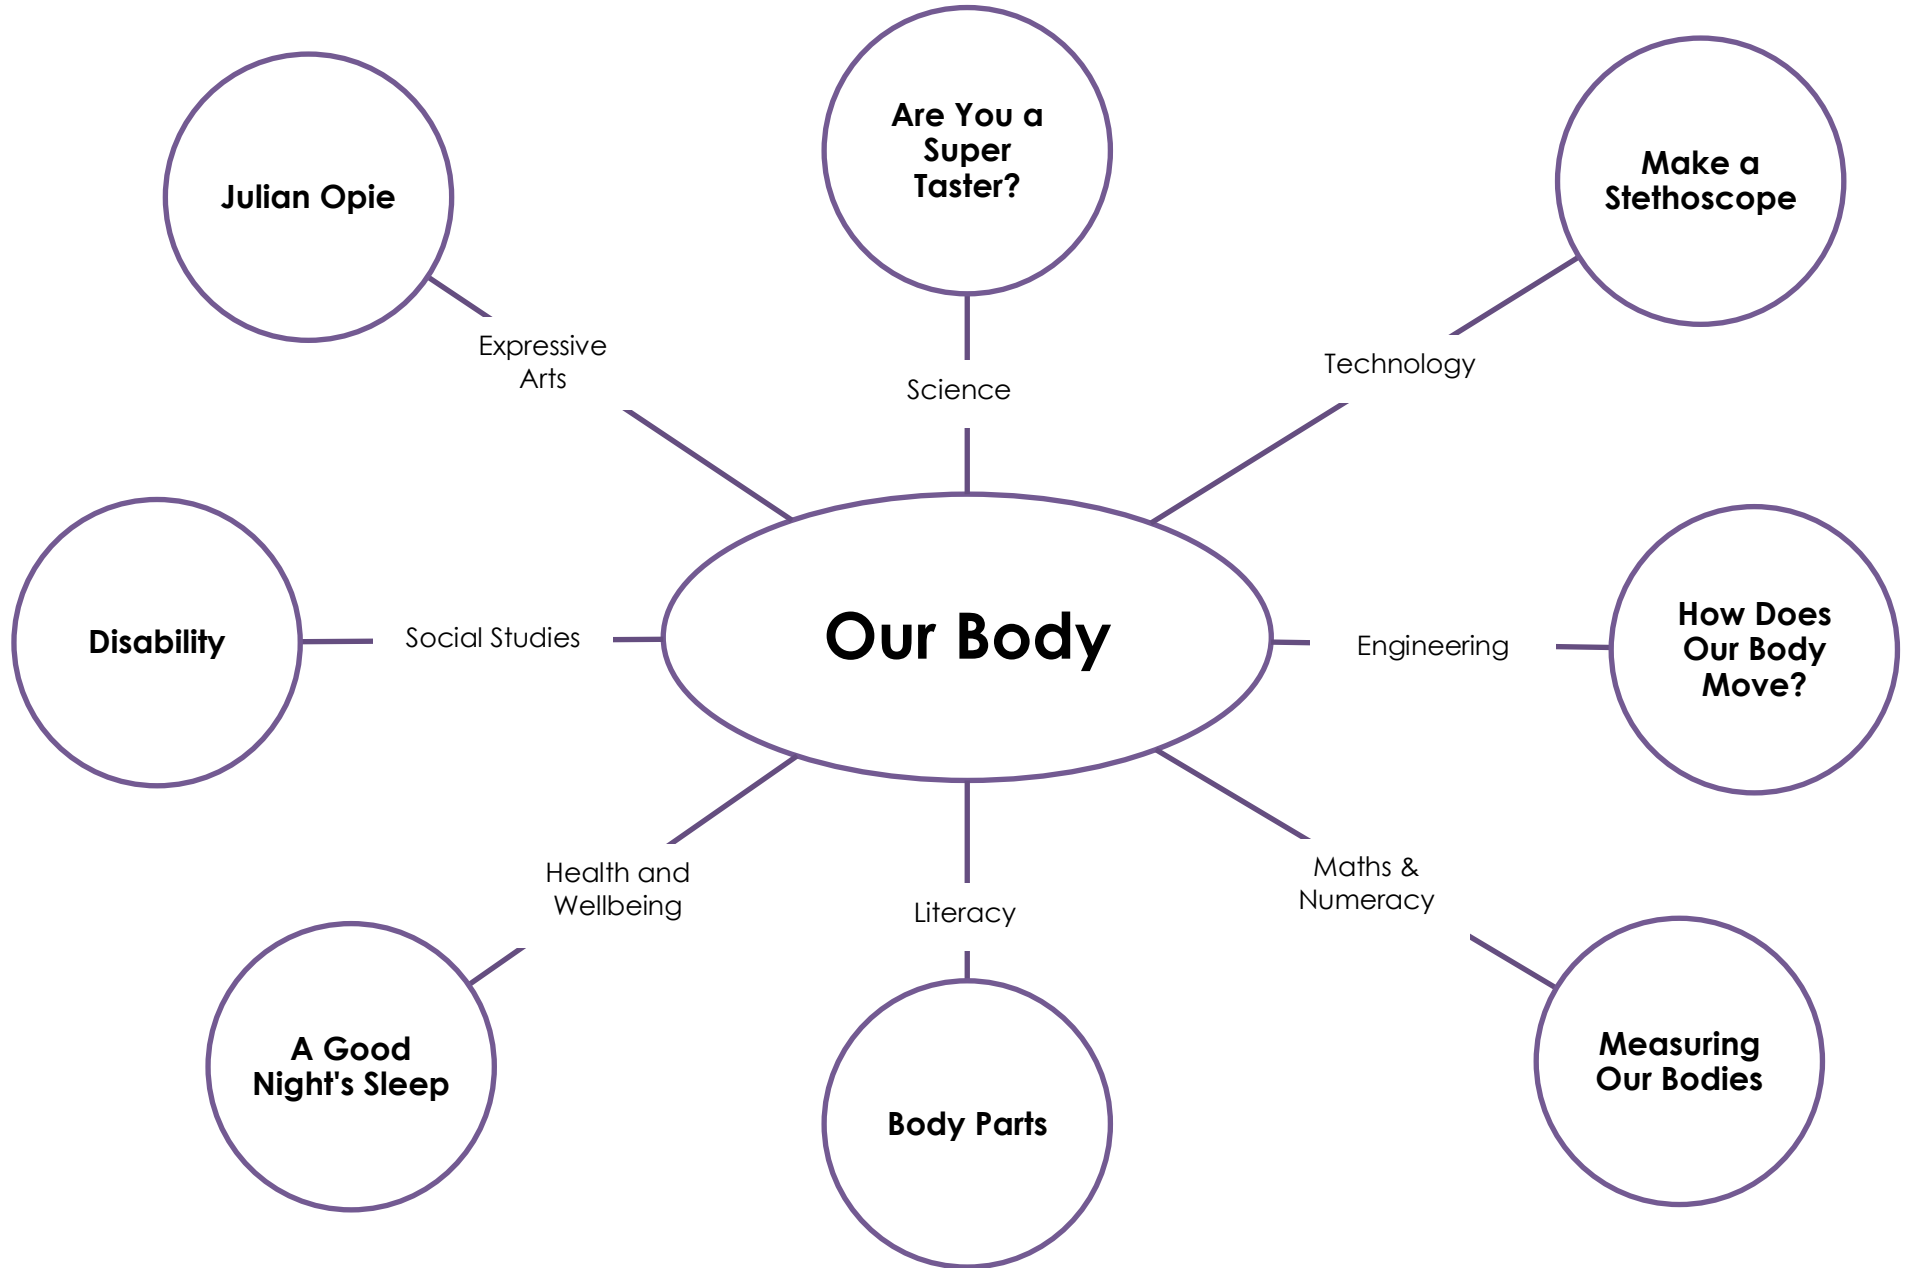 Are You a
Super
Taster?
Make a
Stethoscope
Julian Opie
Expressive
Arts
Science
Technology
Disability
Social Studies
Our Body
Engineering
How Does
Our Body
Move?
Health and
Wellbeing
Literacy
Maths &
Numeracy
A Good
Night's Sleep
Body Parts
Measuring
Our Bodies